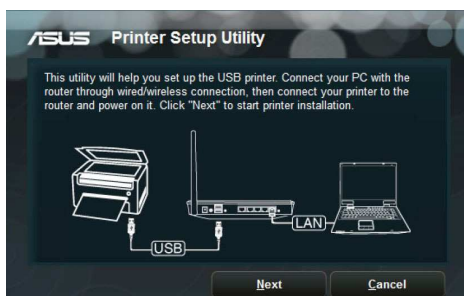 ASUS Printer Setup Utility
This utility will help you set up the USB printer. Connect your PC with the
router through wired/wireless connection, then connect your printer to the
router and power on it. Click "Next" to start printer installation.
LAN
USB
Next Cancel